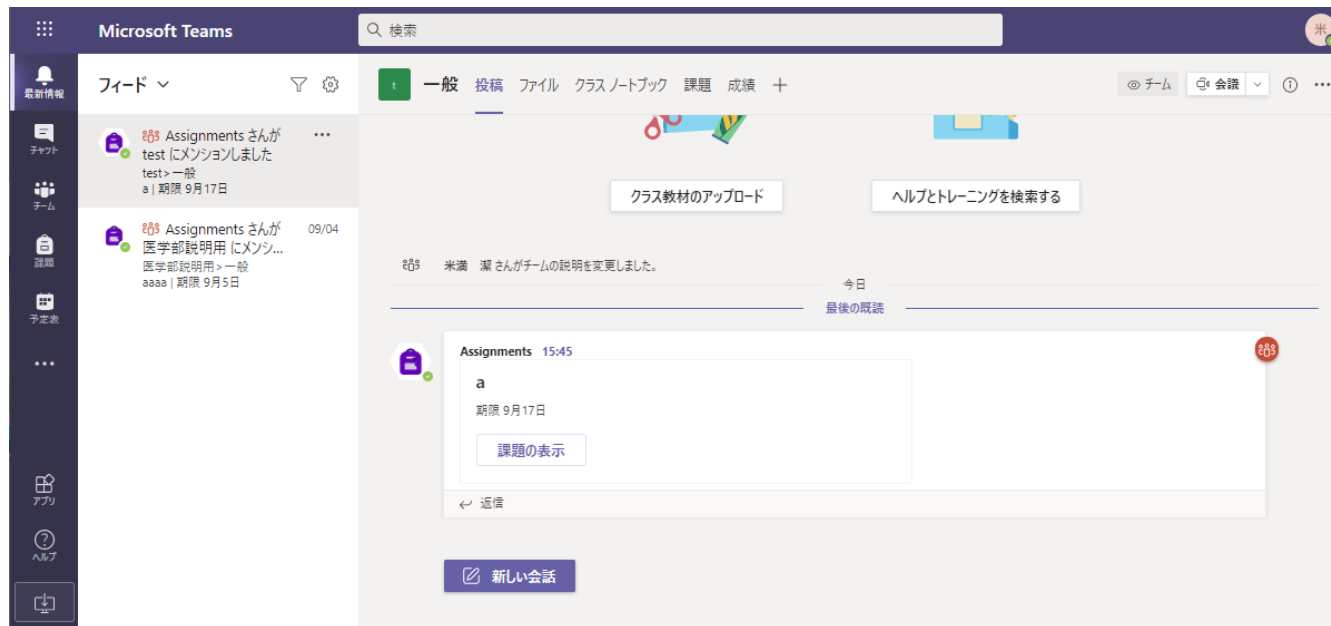 Microsoft Teams
検索
米
最新情報
チャット
チーム
課題
予定表
アプリ
ヘルプ
フィード
Assignments さんが
test にメンションしました
test > 一般
a | 期限 9月17日
Assignments さんが 09/04
医学部説明用 にメンシ...
医学部説明用 > 一般
aaaa | 期限 9月5日
t 一般 投稿 ファイル クラス ノートブック 課題 成績 チーム 会議
クラス教材のアップロード ヘルプとトレーニングを検索する
米満 潔 さんがチームの説明を変更しました。
今日
最後の既読
Assignments 15:45
a
期限 9月17日
課題の表示
返信
新しい会話